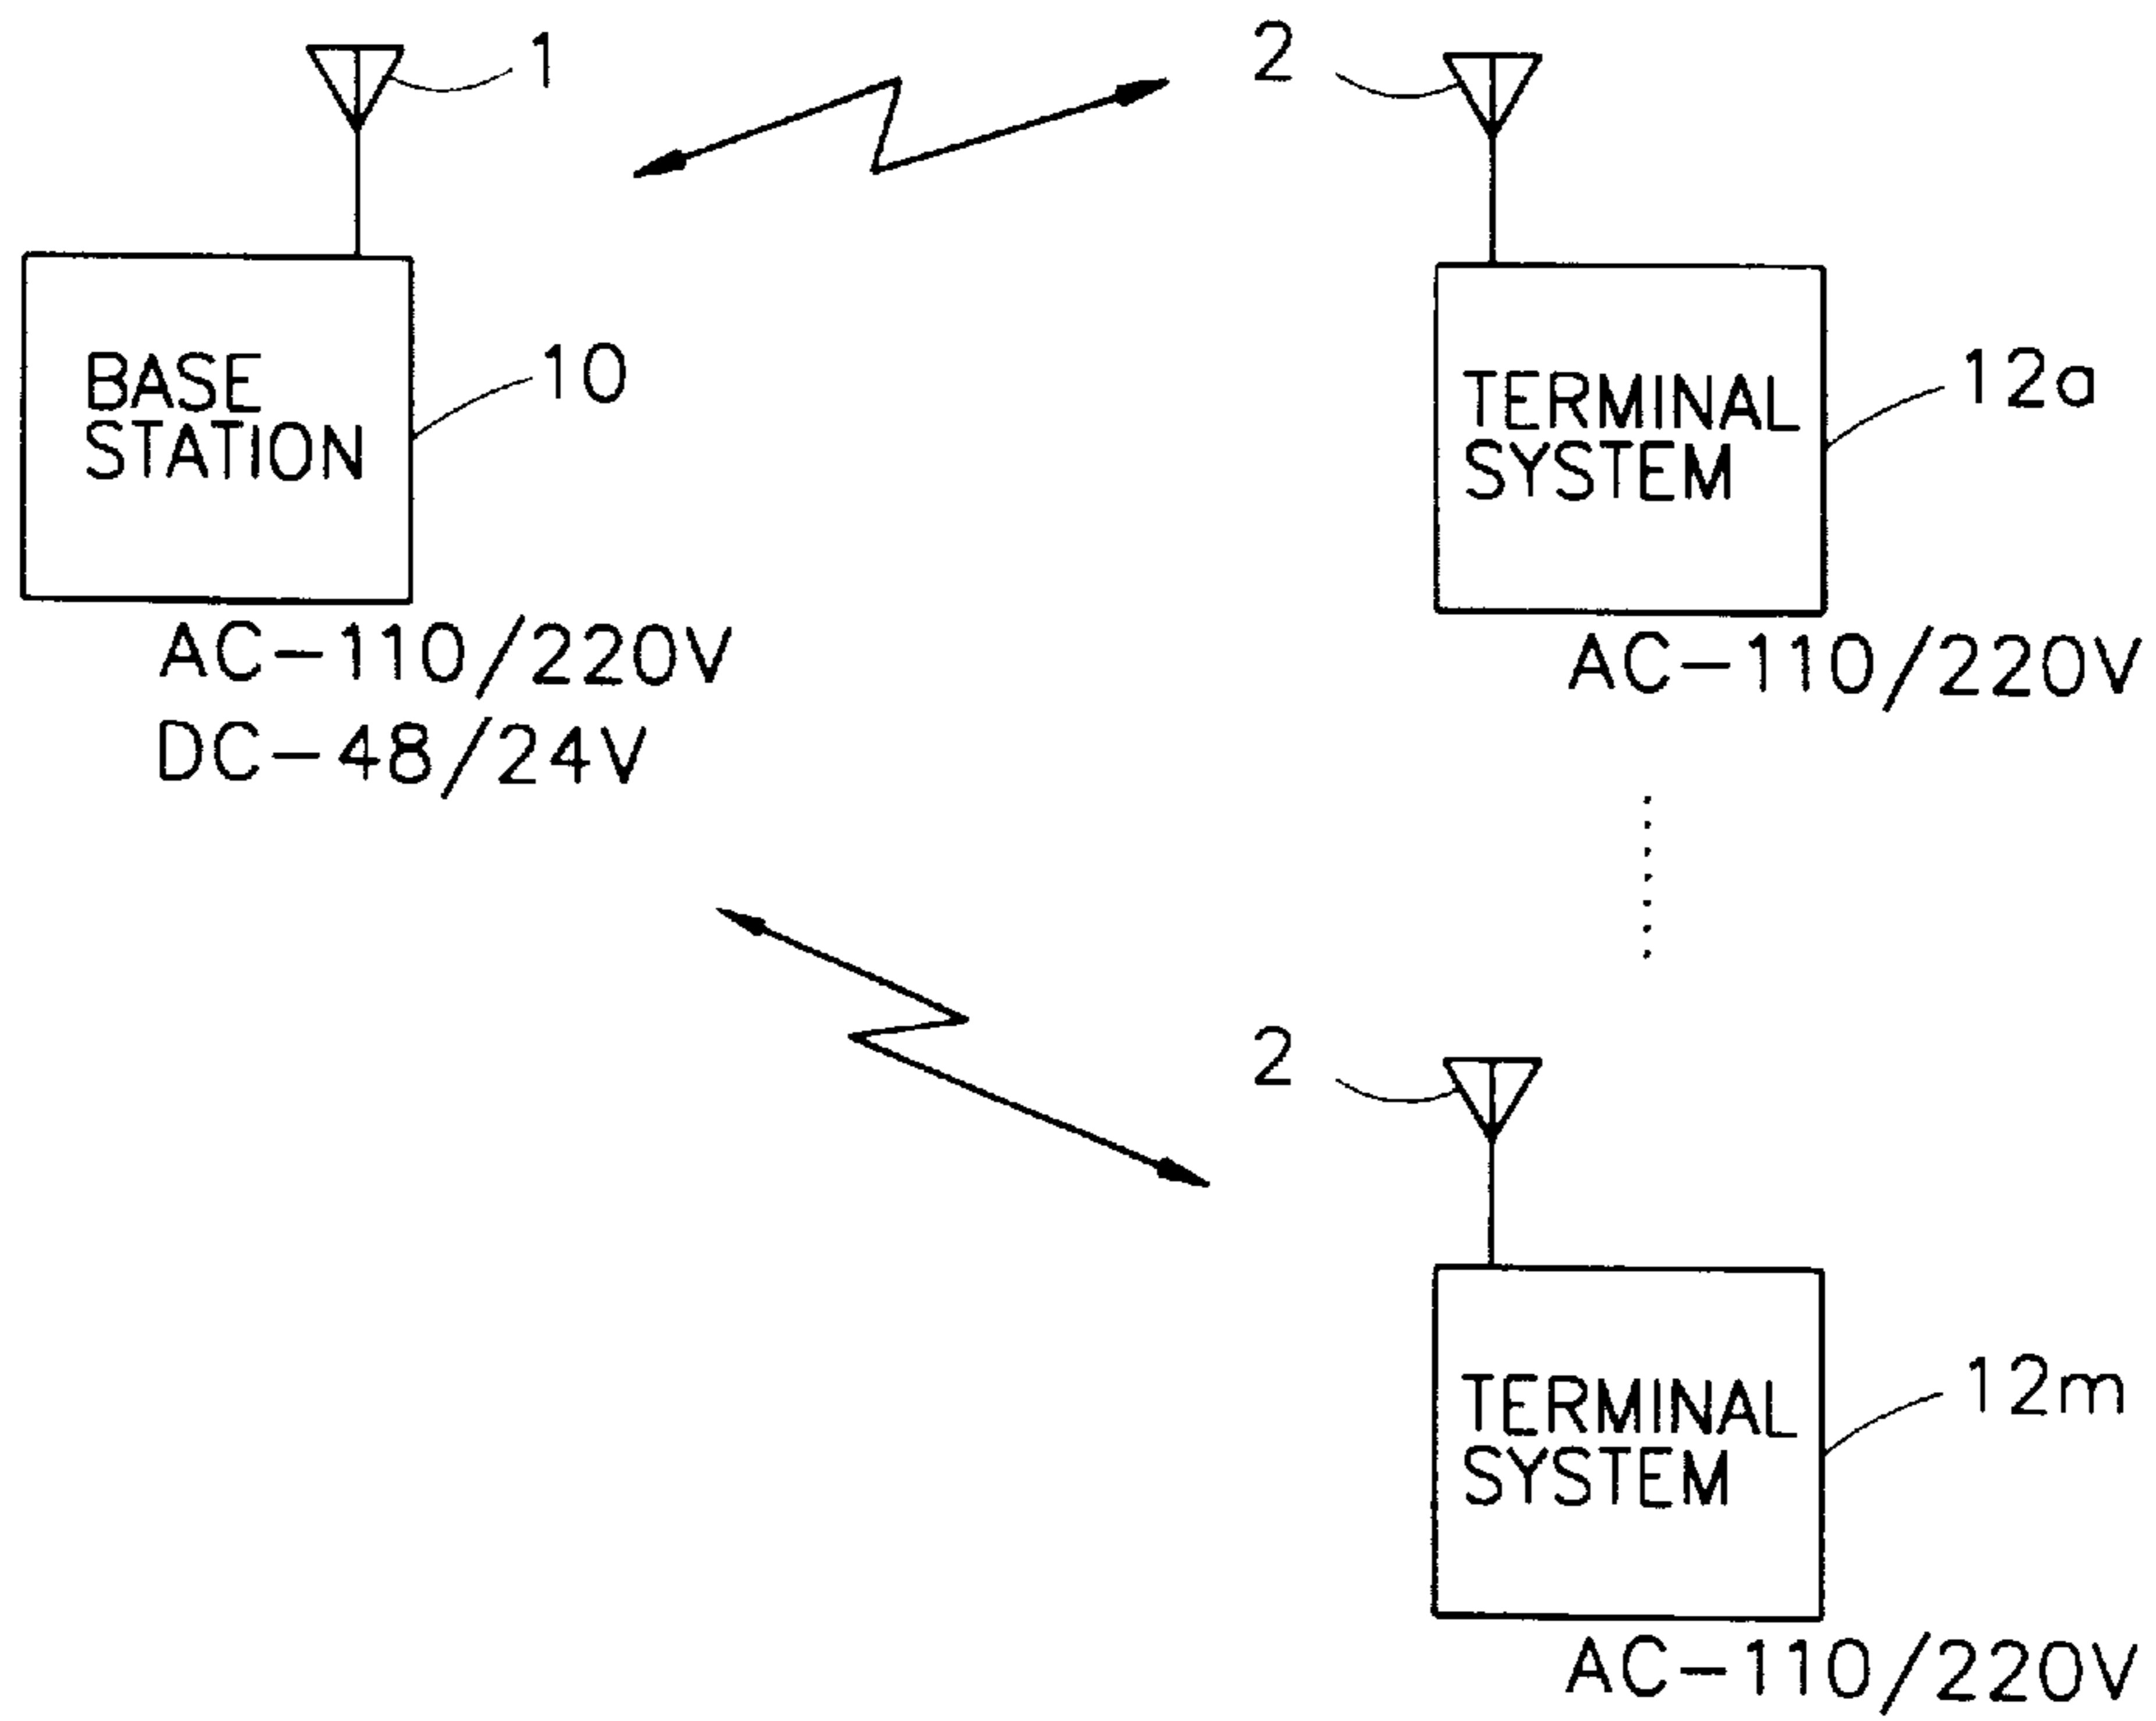 1
2
BASE
STATION
10
TERMINAL
SYSTEM
12a
AC-110/220V
DC-48/24V
AC-110/220V
2
TERMINAL
SYSTEM
12m
AC-110/220V